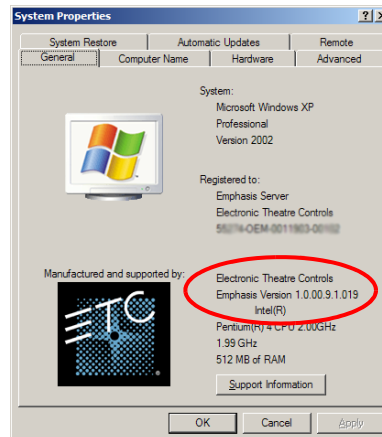 System Properties
System Restore Automatic Updates Remote
General Computer Name Hardware Advanced
System:
Microsoft Windows XP
Professional
Version 2002
Registered to:
Emphasis Server
Electronic Theatre Controls
-OEM-0011903-00
Manufactured and supported by:
Electronic Theatre Controls
Emphasis Version 1.0.00.9.1.019
Intel(R)
Pentium(R) 4 CPU 2.00GHz
1.99 GHz
512 MB of RAM
ETC
Support Information
OK Cancel Apply